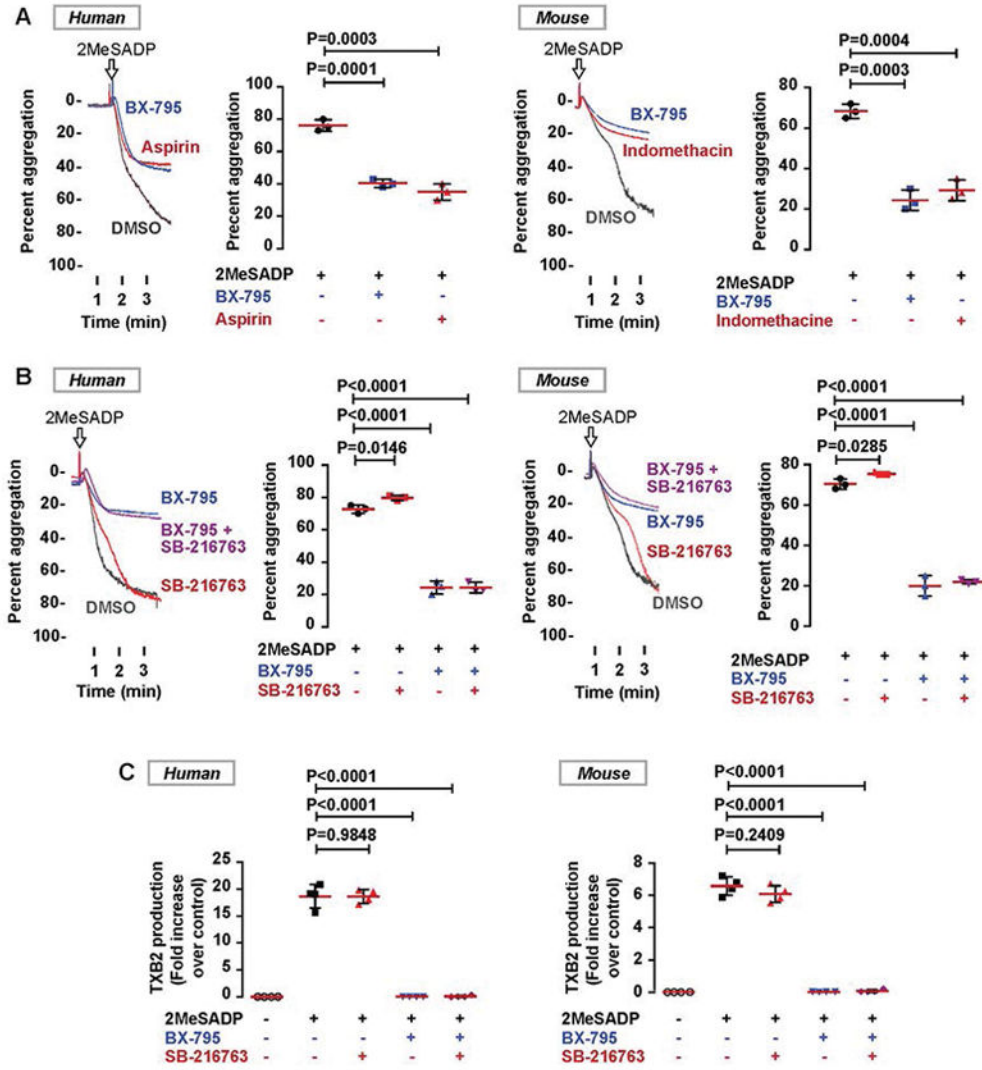 A
Human
2MeSADP
BX-795
Aspirin
DMSO
Percent aggregation
0-
20-
40-
60-
80-
100-
1 2 3
Time (min)
P=0.0003
P=0.0001
Precent aggregation
100
80
60
40
20
0
2MeSADP + + +
BX-795 - + -
Aspirin - - +
Mouse
2MeSADP
BX-795
Indomethacin
DMSO
Percent aggregation
0-
20-
40-
60-
80-
100-
1 2 3
Time (min)
P=0.0004
P=0.0003
Percent aggregation
80
60
40
20
0
2MeSADP + + +
BX-795 - + -
Indomethacine - - +
B
Human
2MeSADP
BX-795
BX-795 +
SB-216763
SB-216763
DMSO
Percent aggregation
0-
20-
40-
60-
80-
100-
1 2 3
Time (min)
P<0.0001
P<0.0001
P=0.0146
Percent aggregation
100
80
60
40
20
0
2MeSADP + + + +
BX-795 - - + +
SB-216763 - + - +
Mouse
2MeSADP
BX-795 +
SB-216763
BX-795
SB-216763
DMSO
Percent aggregation
0-
20-
40-
60-
80-
100-
1 2 3
Time (min)
P<0.0001
P<0.0001
P=0.0285
Percent aggregation
80
60
40
20
0
2MeSADP + + + +
BX-795 - - + +
SB-216763 - + - +
C
Human
P<0.0001
P<0.0001
P=0.9848
TXB2 production
(Fold increase
over control)
25
20
15
10
5
0
2MeSADP - + + + +
BX-795 - - - + +
SB-216763 - - + - +
Mouse
P<0.0001
P<0.0001
P=0.2409
TXB2 production
(Fold increase
over control)
8
6
4
2
0
2MeSADP - + + + +
BX-795 - - - + +
SB-216763 - - + - +